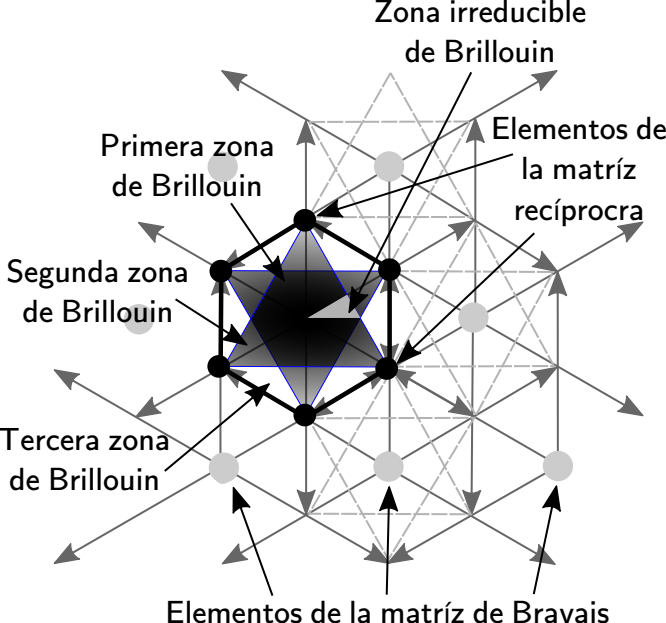 Zona irreducible
de Brillouin
Elementos de
la matríz
recíprocra
Primera zona
de Brillouin
Segunda zona
de Brillouin
Tercera zona
de Brillouin
Elementos de la matríz de Bravais